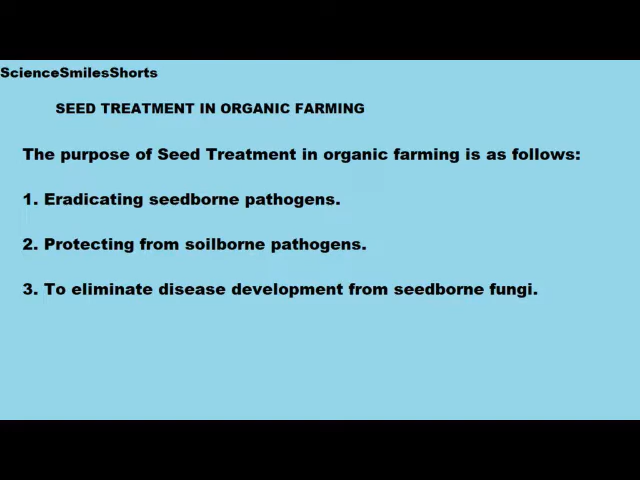 ScienceSmilesShorts
SEED TREATMENT IN ORGANIC FARMING
The purpose of Seed Treatment in organic farming is as follows:
1. Eradicating seedborne pathogens.
2. Protecting from soilborne pathogens.
3. To eliminate disease development from seedborne fungi.